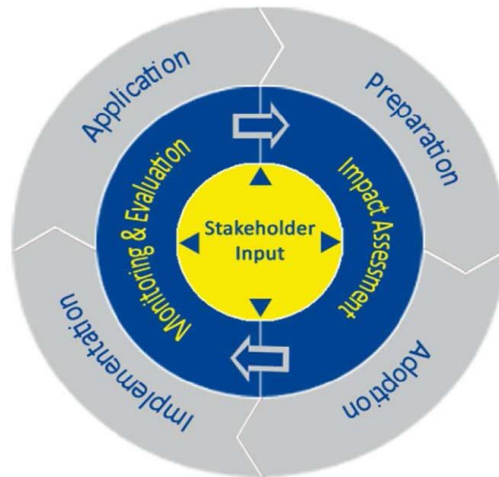 Application
Preparation
Monitoring & Evaluation
Impact Assessment
Stakeholder
Input
Implementation
Adoption